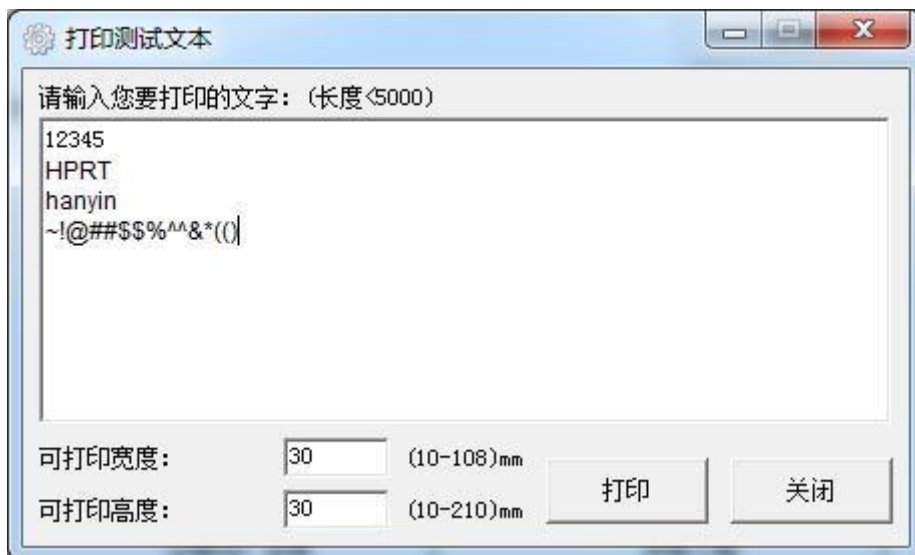 打印测试文本
请输入您要打印的文字：(长度<5000)
12345
HPRT
hanyin
~!@##$$%^^&*(()
可打印宽度： 30 (10-108)mm
可打印高度： 30 (10-210)mm
打印 关闭